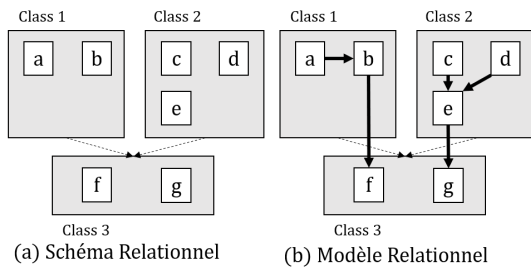 Class 1
Class 2
a
b
c
d
e
f
g
Class 3
(a) Schéma Relationnel
Class 1
Class 2
a
b
c
d
e
f
g
Class 3
(b) Modèle Relationnel